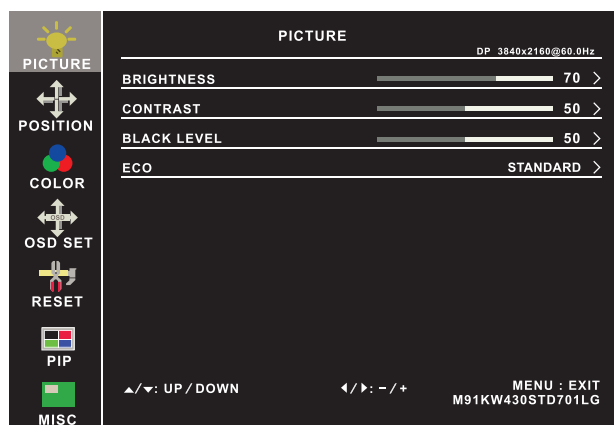 PICTURE
DP 3840x2160@60.0Hz
PICTURE
BRIGHTNESS 70
CONTRAST 50
BLACK LEVEL 50
ECO STANDARD
POSITION
COLOR
OSD
OSD SET
RESET
PIP
MISC
▲/▼: UP/DOWN ◀/▶: -/+ MENU : EXIT
M91KW430STD701LG